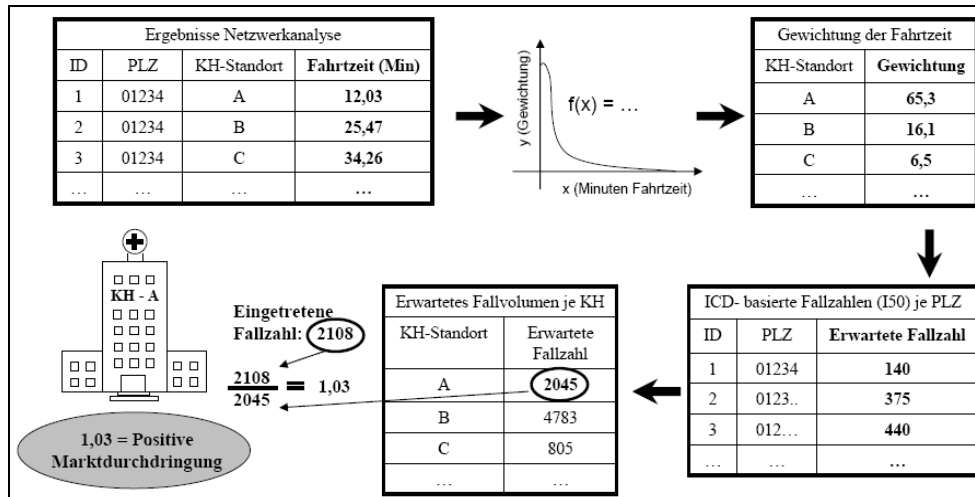 Ergebnisse Netzwerkanalyse
ID PLZ KH-Standort Fahrtzeit (Min)
1 01234 A 12,03
2 01234 B 25,47
3 01234 C 34,26
… … … …
y (Gewichtung)
f(x) = …
x (Minuten Fahrtzeit)
Gewichtung der Fahrtzeit
KH-Standort Gewichtung
A 65,3
B 16,1
C 6,5
… …
ICD- basierte Fallzahlen (I50) je PLZ
ID PLZ Erwartete Fallzahl
1 01234 140
2 0123.. 375
3 012… 440
… … …
Erwartetes Fallvolumen je KH
KH-Standort Erwartete
Fallzahl
A 2045
B 4783
C 805
… …
KH - A
Eingetretene
Fallzahl: 2108
2108
2045
= 1,03
1,03 = Positive
Marktdurchdringung